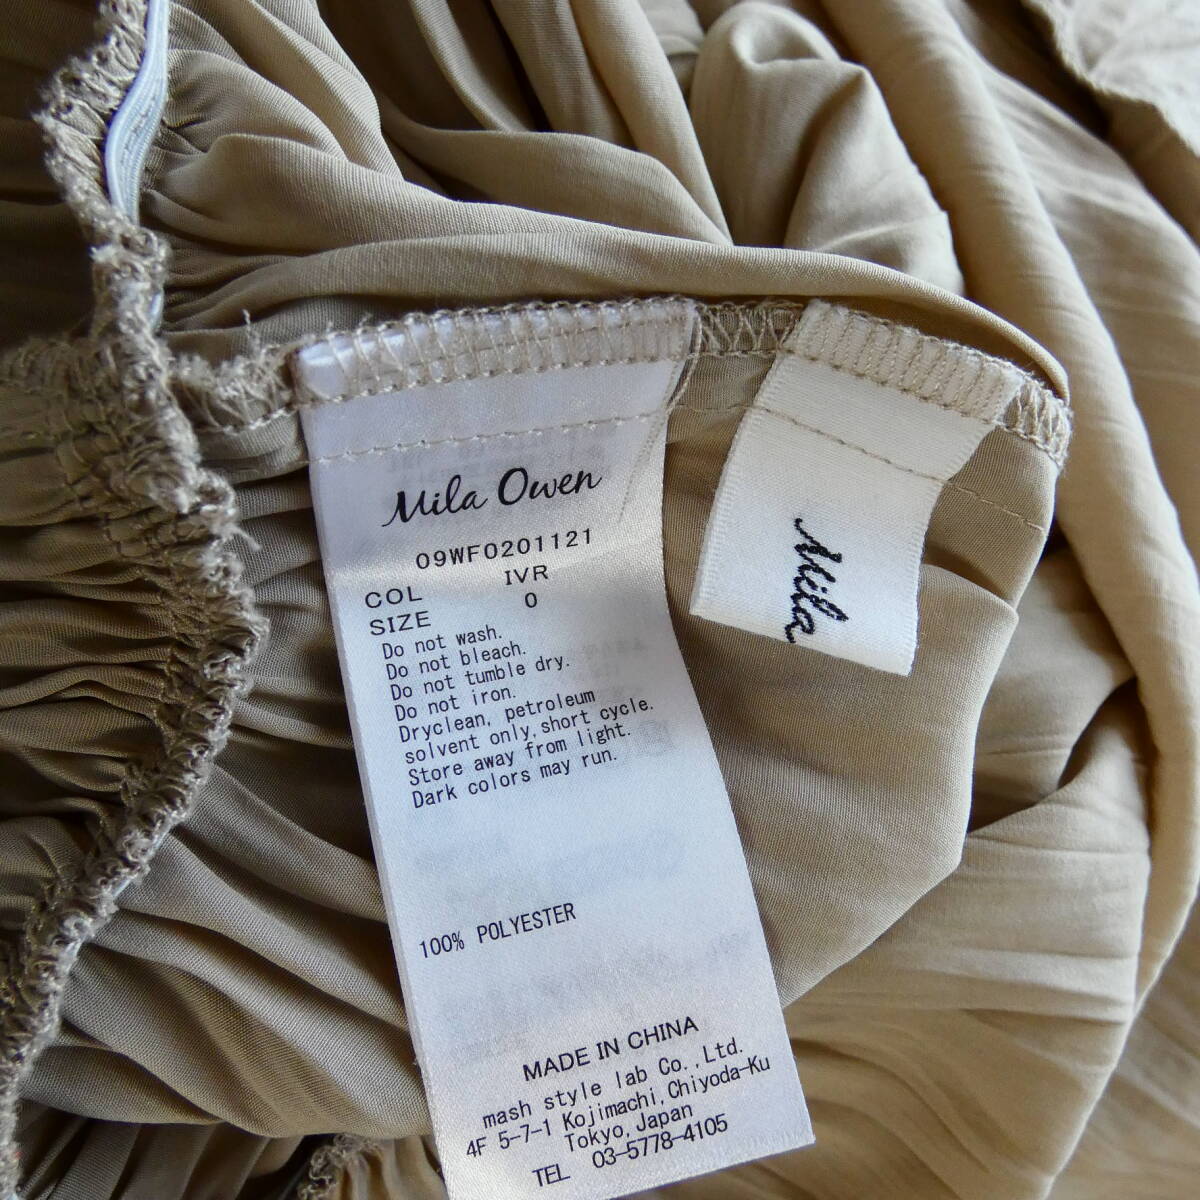 Mila Owen
09WFO201121
COL IVR
SIZE 0
Do not wash.
Do not bleach.
Do not tumble dry.
Do not iron.
Dryclean, petroleum
solvent only,short cycle.
Store away from light.
Dark colors may run.
100% POLYESTER
MADE IN CHINA
mash style lab Co.,Ltd.
4F 5-7-1 Kojimachi,Chiyoda-Ku
Tokyo,Japan
TEL 03-5778-4105
Mila